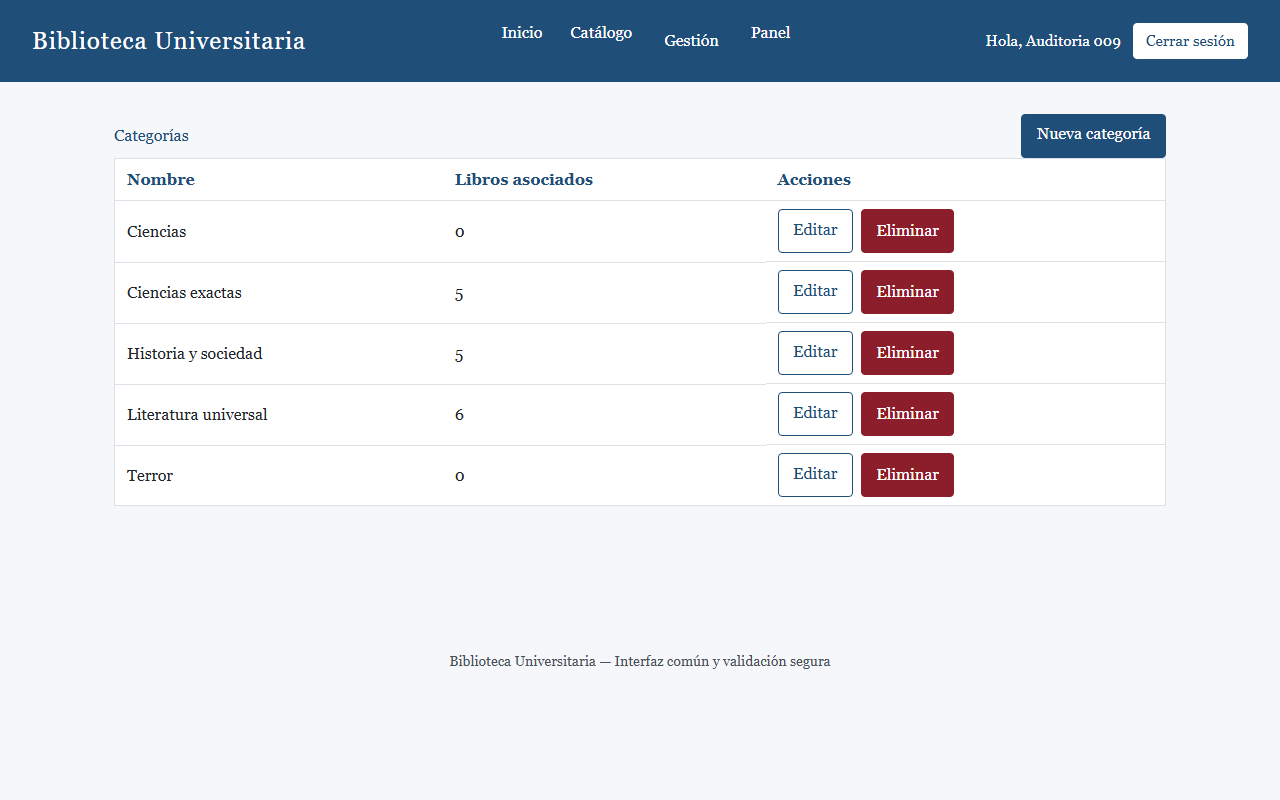 Biblioteca Universitaria
Inicio Catálogo Gestión Panel
Hola, Auditoria 009 Cerrar sesión
Categorías Nueva categoría
Nombre Libros asociados Acciones
Ciencias 0 Editar Eliminar
Ciencias exactas 5 Editar Eliminar
Historia y sociedad 5 Editar Eliminar
Literatura universal 6 Editar Eliminar
Terror 0 Editar Eliminar
Biblioteca Universitaria — Interfaz común y validación segura